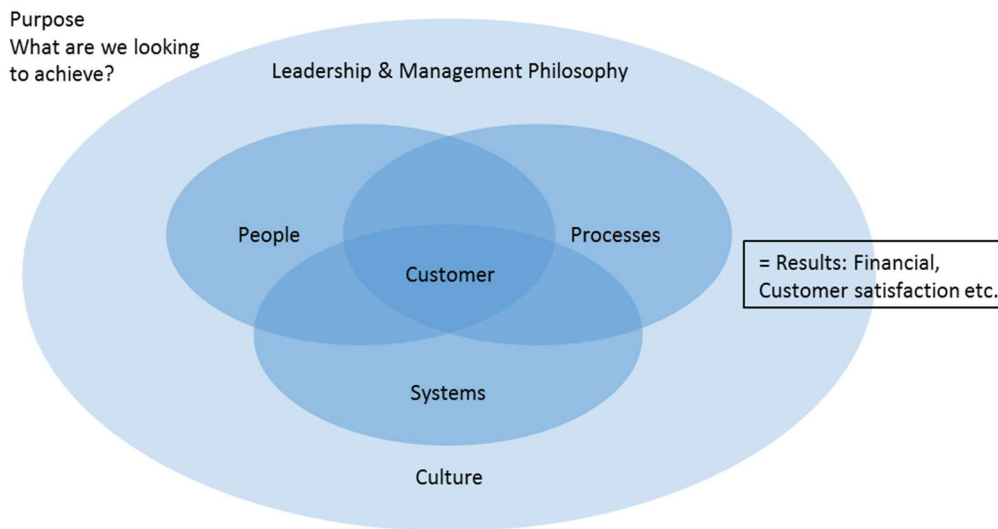 Purpose
What are we looking
to achieve?
Leadership & Management Philosophy
People
Processes
Customer
= Results: Financial,
Customer satisfaction etc.
Systems
Culture